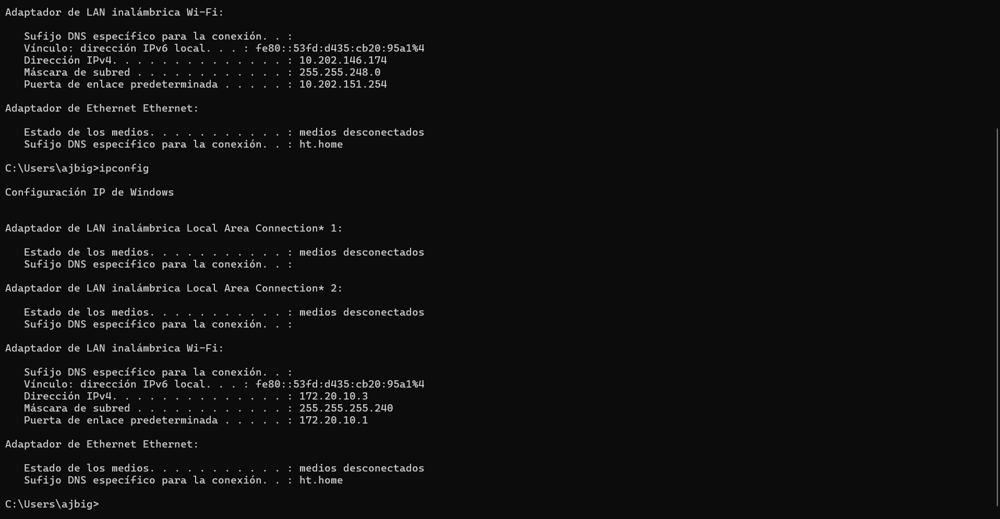 Adaptador de LAN inalámbrica Wi-Fi:
   Sufijo DNS específico para la conexión. . :
   Vínculo: dirección IPv6 local. . . : fe80::53fd:d435:cb20:95a1%4
   Dirección IPv4. . . . . . . . . . . . . . : 10.202.146.174
   Máscara de subred . . . . . . . . . . . . : 255.255.248.0
   Puerta de enlace predeterminada . . . . . : 10.202.151.254
Adaptador de Ethernet Ethernet:
   Estado de los medios. . . . . . . . . . . : medios desconectados
   Sufijo DNS específico para la conexión. . : ht.home
C:\Users\ajbig>ipconfig
Configuración IP de Windows
Adaptador de LAN inalámbrica Local Area Connection* 1:
   Estado de los medios. . . . . . . . . . . : medios desconectados
   Sufijo DNS específico para la conexión. . :
Adaptador de LAN inalámbrica Local Area Connection* 2:
   Estado de los medios. . . . . . . . . . . : medios desconectados
   Sufijo DNS específico para la conexión. . :
Adaptador de LAN inalámbrica Wi-Fi:
   Sufijo DNS específico para la conexión. . :
   Vínculo: dirección IPv6 local. . . : fe80::53fd:d435:cb20:95a1%4
   Dirección IPv4. . . . . . . . . . . . . . : 172.20.10.3
   Máscara de subred . . . . . . . . . . . . : 255.255.255.240
   Puerta de enlace predeterminada . . . . . : 172.20.10.1
Adaptador de Ethernet Ethernet:
   Estado de los medios. . . . . . . . . . . : medios desconectados
   Sufijo DNS específico para la conexión. . : ht.home
C:\Users\ajbig>